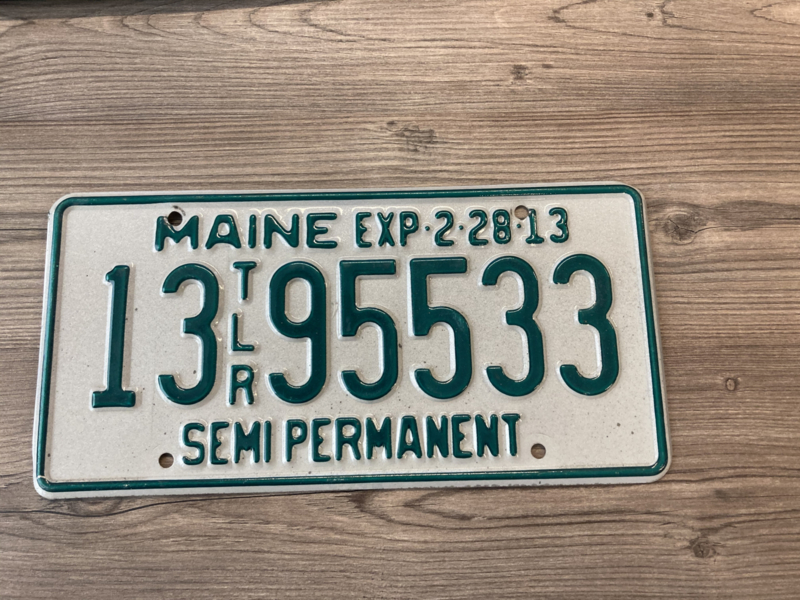 MAINE EXP·2·28·13
13 TLR 95533
SEMI PERMANENT